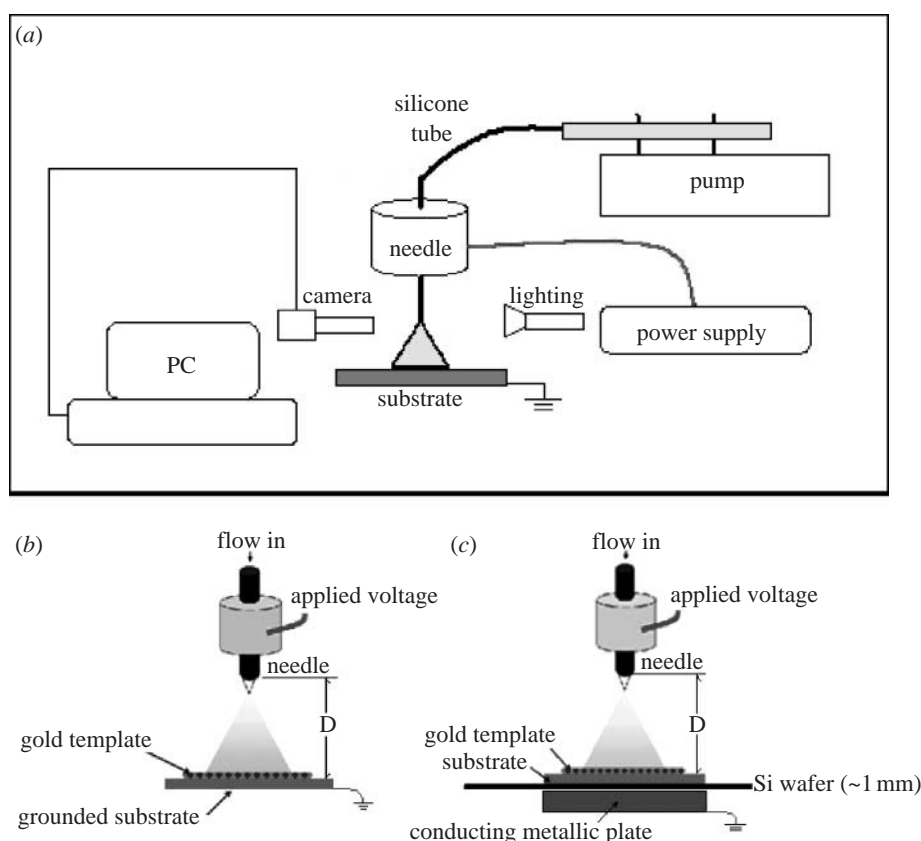 (a)
silicone
tube
pump
needle
camera
lighting
power supply
PC
substrate
(b)
flow in
applied voltage
needle
D
gold template
grounded substrate
(c)
flow in
applied voltage
needle
D
gold template
substrate
Si wafer (~1 mm)
conducting metallic plate